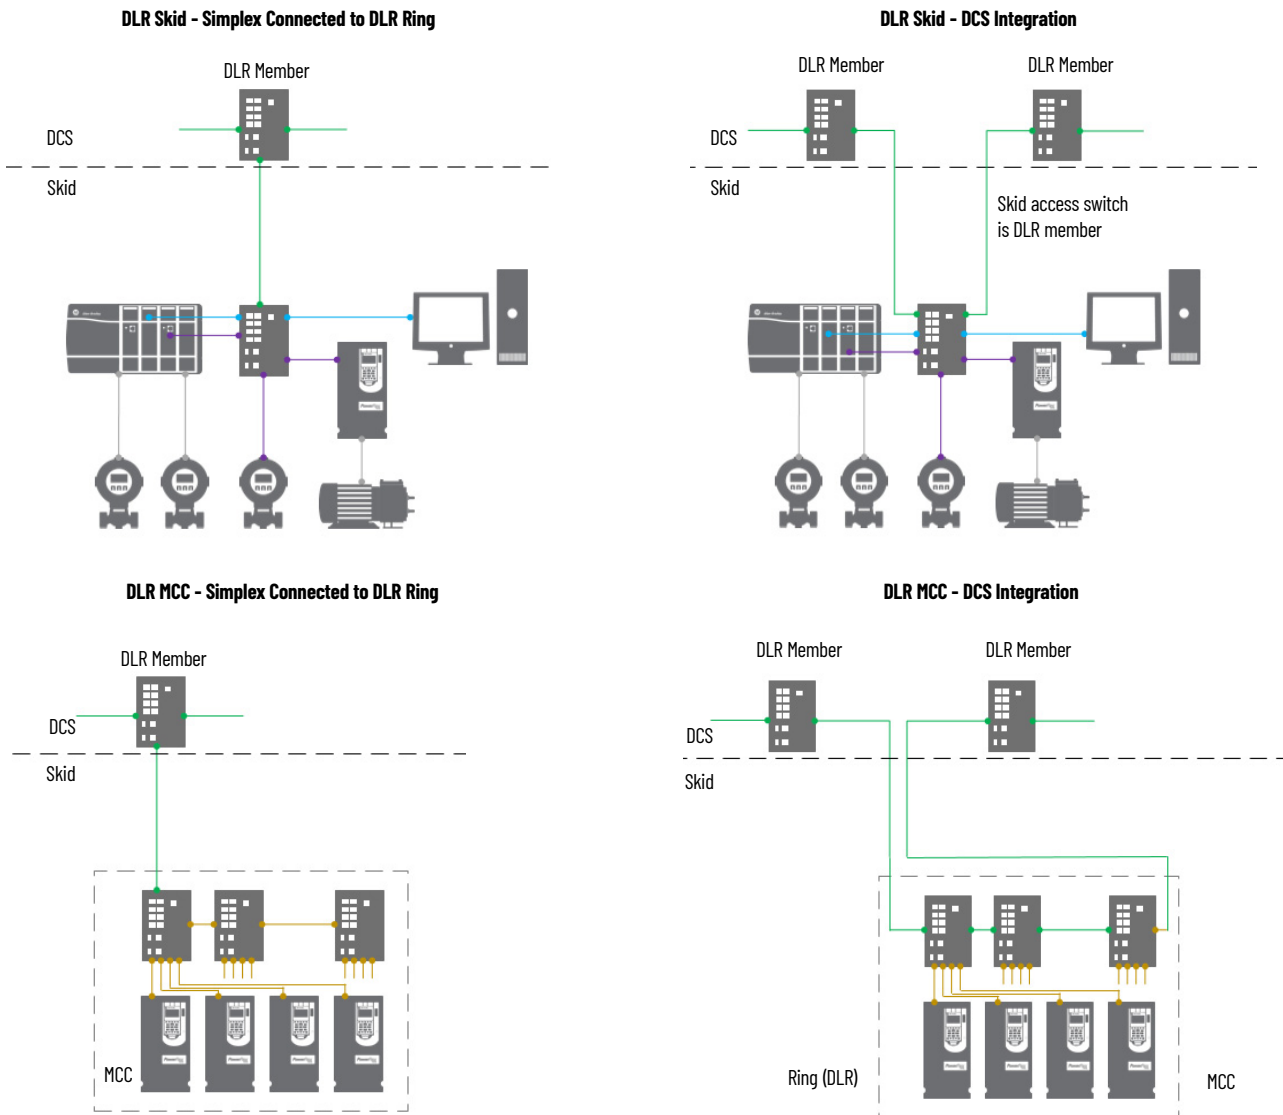 DLR Skid - Simplex Connected to DLR Ring
DLR Member
DCS
Skid
DLR Skid - DCS Integration
DLR Member
DLR Member
DCS
Skid
Skid access switch
is DLR member
DLR MCC - Simplex Connected to DLR Ring
DLR Member
DCS
Skid
MCC
DLR MCC - DCS Integration
DLR Member
DLR Member
DCS
Skid
Ring (DLR)
MCC